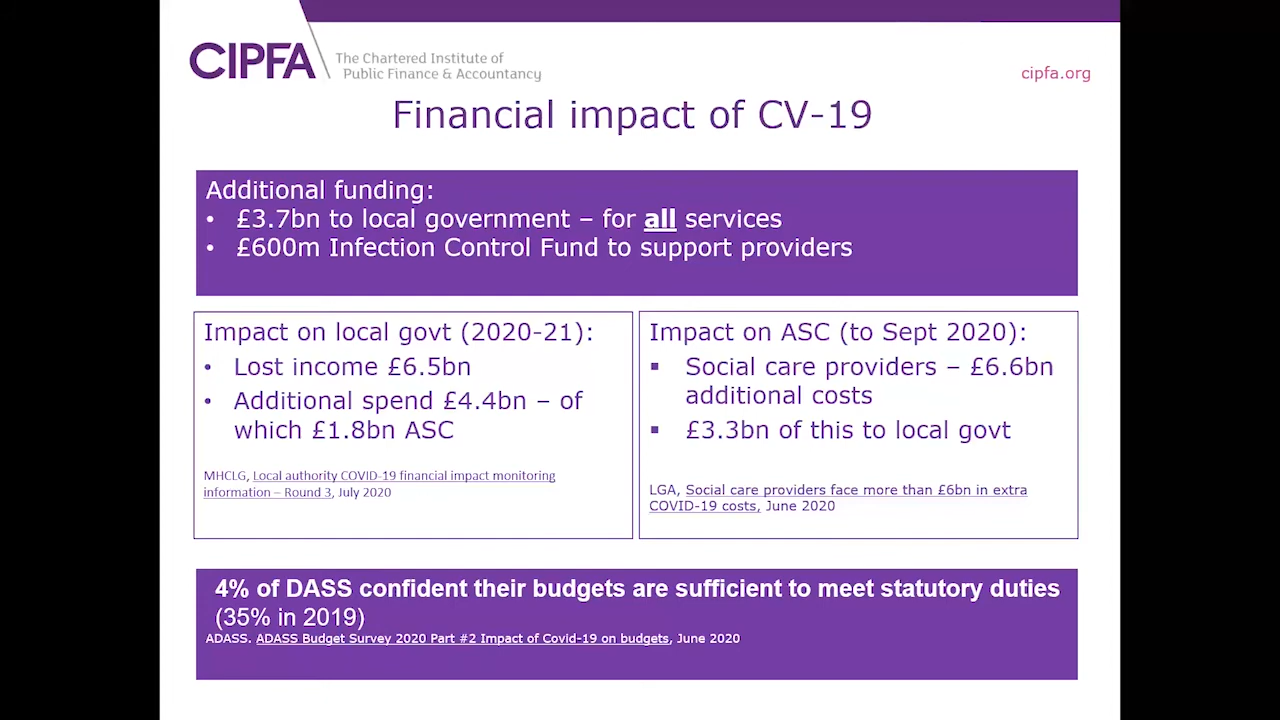 CIPFA
The Chartered Institute of
Public Finance & Accountancy
cipfa.org
Financial impact of CV-19
Additional funding:
• £3.7bn to local government – for all services
• £600m Infection Control Fund to support providers
Impact on local govt (2020-21):
• Lost income £6.5bn
• Additional spend £4.4bn – of
which £1.8bn ASC
MHCLG, Local authority COVID-19 financial impact monitoring
information – Round 3, July 2020
Impact on ASC (to Sept 2020):
▪ Social care providers – £6.6bn
additional costs
▪ £3.3bn of this to local govt
LGA, Social care providers face more than £6bn in extra
COVID-19 costs, June 2020
4% of DASS confident their budgets are sufficient to meet statutory duties
(35% in 2019)
ADASS. ADASS Budget Survey 2020 Part #2 Impact of Covid-19 on budgets, June 2020